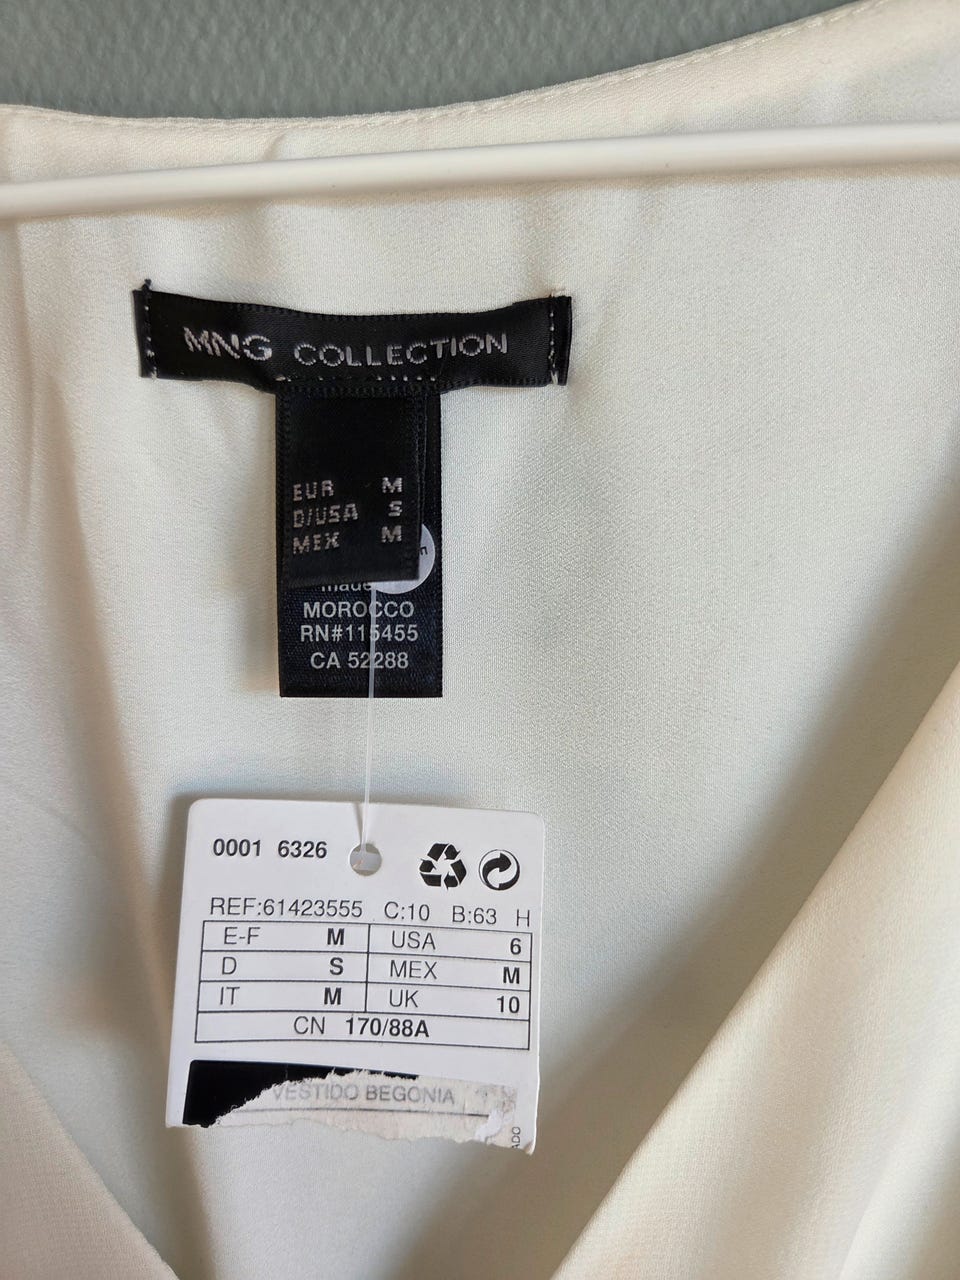 MNG COLLECTION
EUR M
D/USA S
MEX M
made
MOROCCO
RN#115455
CA 52288
0001 6326
REF:61423555 C:10 B:63 H
E-F M USA 6
D S MEX M
IT M UK 10
CN 170/88A
VESTIDO BEGONIA
ADO